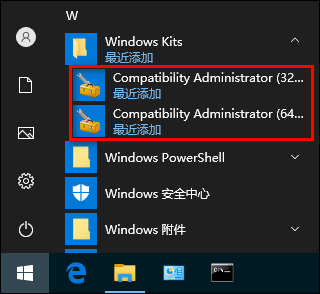 W
Windows Kits
最近添加
Compatibility Administrator (32...
最近添加
Compatibility Administrator (64...
最近添加
Windows PowerShell
Windows 安全中心
Windows 附件